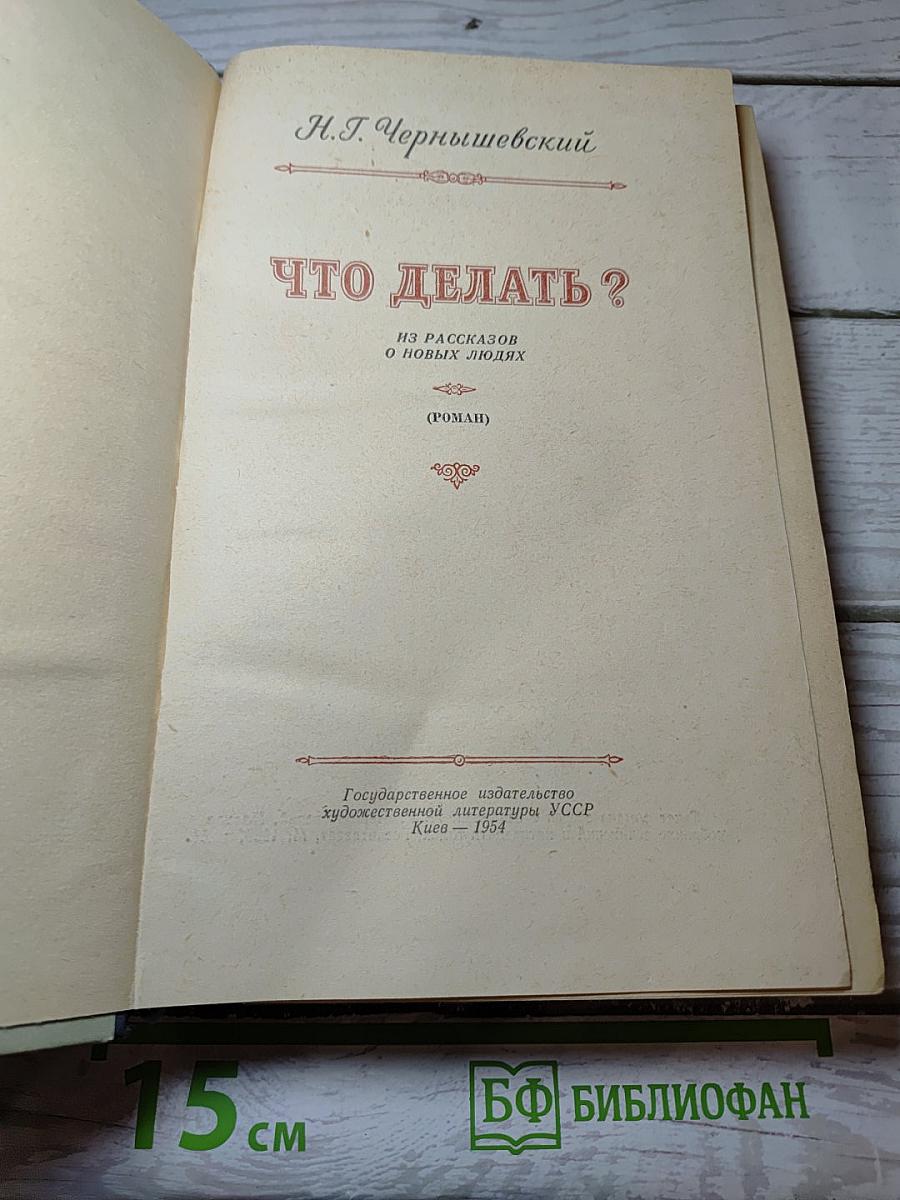 Н. Г. Чернышевский
ЧТО ДЕЛАТЬ?
ИЗ РАССКАЗОВ
О НОВЫХ ЛЮДЯХ
(РОМАН)
Государственное издательство
художественной литературы УССР
Киев — 1954
15 см
БФ БИБЛИОФАН